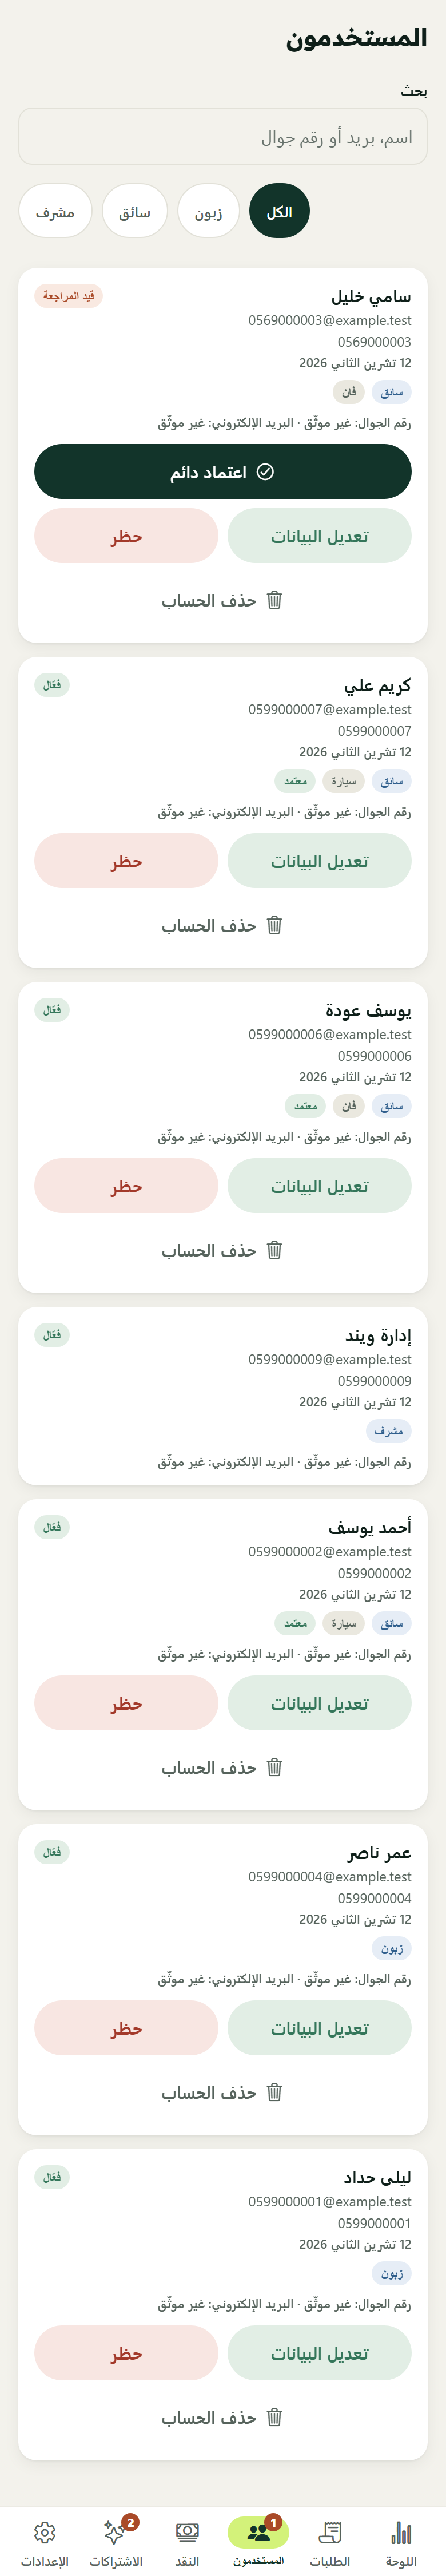 المستخدمون
بحث
اسم، بريد أو رقم جوال
الكل زبون سائق مشرف
سامي خليل قيد المراجعة
0569000003@example.test
0569000003
12 تشرين الثاني 2026
سائق فان
رقم الجوال: غير موثّق · البريد الإلكتروني: غير موثّق
اعتماد دائم
تعديل البيانات حظر
حذف الحساب
كريم علي فعّال
0599000007@example.test
0599000007
12 تشرين الثاني 2026
سائق سيارة معتمد
رقم الجوال: غير موثّق · البريد الإلكتروني: غير موثّق
تعديل البيانات حظر
حذف الحساب
يوسف عودة فعّال
0599000006@example.test
0599000006
12 تشرين الثاني 2026
سائق فان معتمد
رقم الجوال: غير موثّق · البريد الإلكتروني: غير موثّق
تعديل البيانات حظر
حذف الحساب
إدارة ويند فعّال
0599000009@example.test
0599000009
12 تشرين الثاني 2026
مشرف
رقم الجوال: غير موثّق · البريد الإلكتروني: غير موثّق
أحمد يوسف فعّال
0599000002@example.test
0599000002
12 تشرين الثاني 2026
سائق سيارة معتمد
رقم الجوال: غير موثّق · البريد الإلكتروني: غير موثّق
تعديل البيانات حظر
حذف الحساب
عمر ناصر فعّال
0599000004@example.test
0599000004
12 تشرين الثاني 2026
زبون
رقم الجوال: غير موثّق · البريد الإلكتروني: غير موثّق
تعديل البيانات حظر
حذف الحساب
ليلى حداد فعّال
0599000001@example.test
0599000001
12 تشرين الثاني 2026
زبون
رقم الجوال: غير موثّق · البريد الإلكتروني: غير موثّق
تعديل البيانات حظر
حذف الحساب
1 2
اللوحة الطلبات المستخدمون النقد الاشتراكات الإعدادات